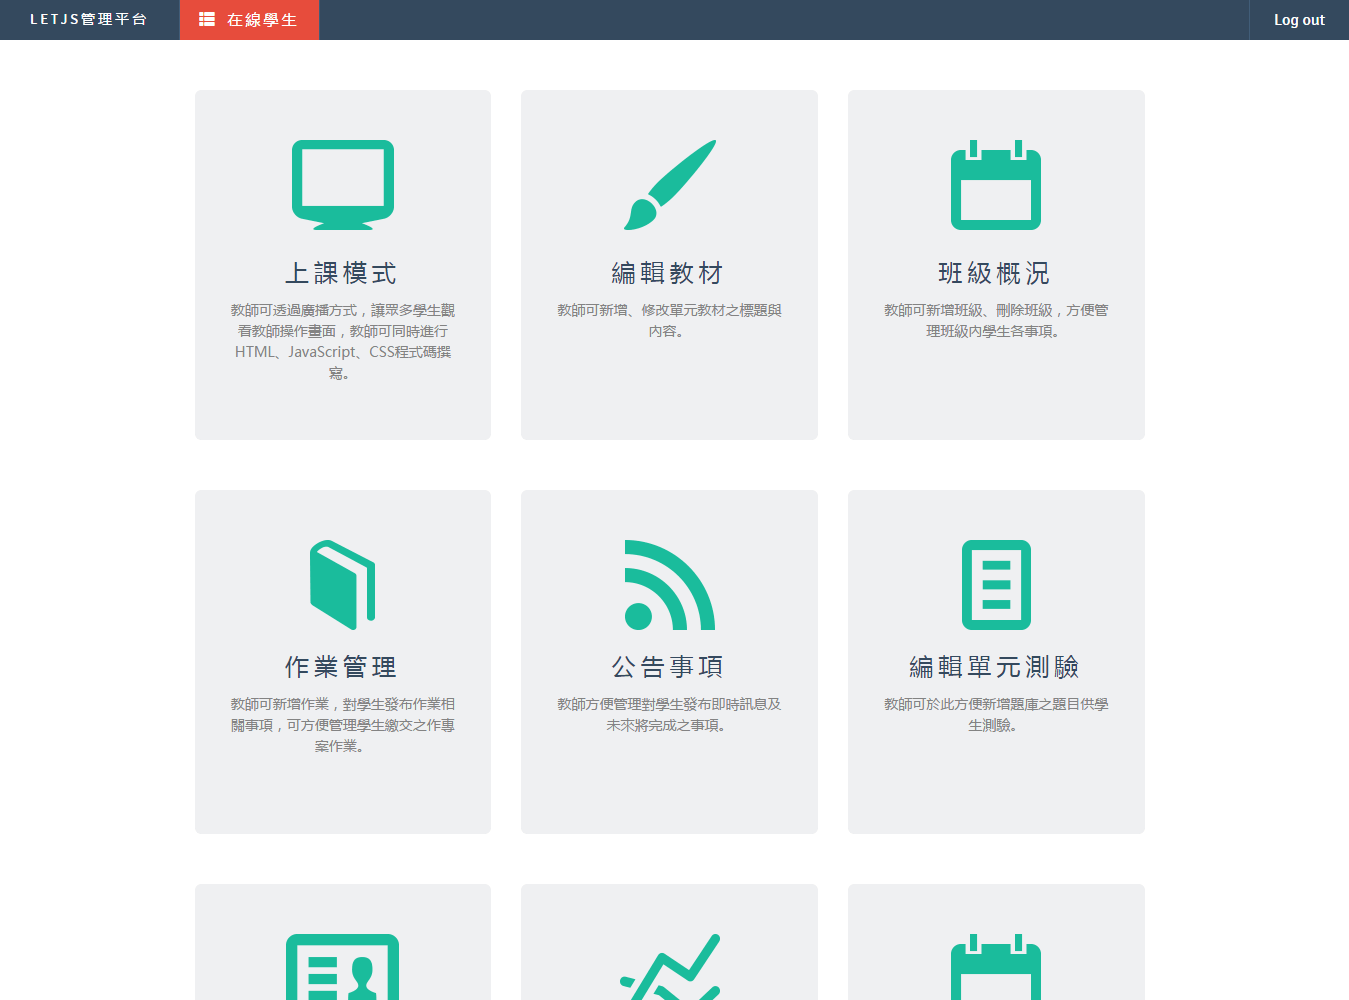 LETJS管理平台
在線學生
Log out
上課模式
教師可透過廣播方式，讓眾多學生觀
看教師操作畫面，教師可同時進行
HTML、JavaScript、CSS程式碼撰
寫。
編輯教材
教師可新增、修改單元教材之標題與
內容。
班級概況
教師可新增班級、刪除班級，方便管
理班級內學生各事項。
作業管理
教師可新增作業，對學生發布作業相
關事項，可方便管理學生繳交之作專
案作業。
公告事項
教師方便管理對學生發布即時訊息及
未來將完成之事項。
編輯單元測驗
教師可於此方便新增題庫之題目供學
生測驗。